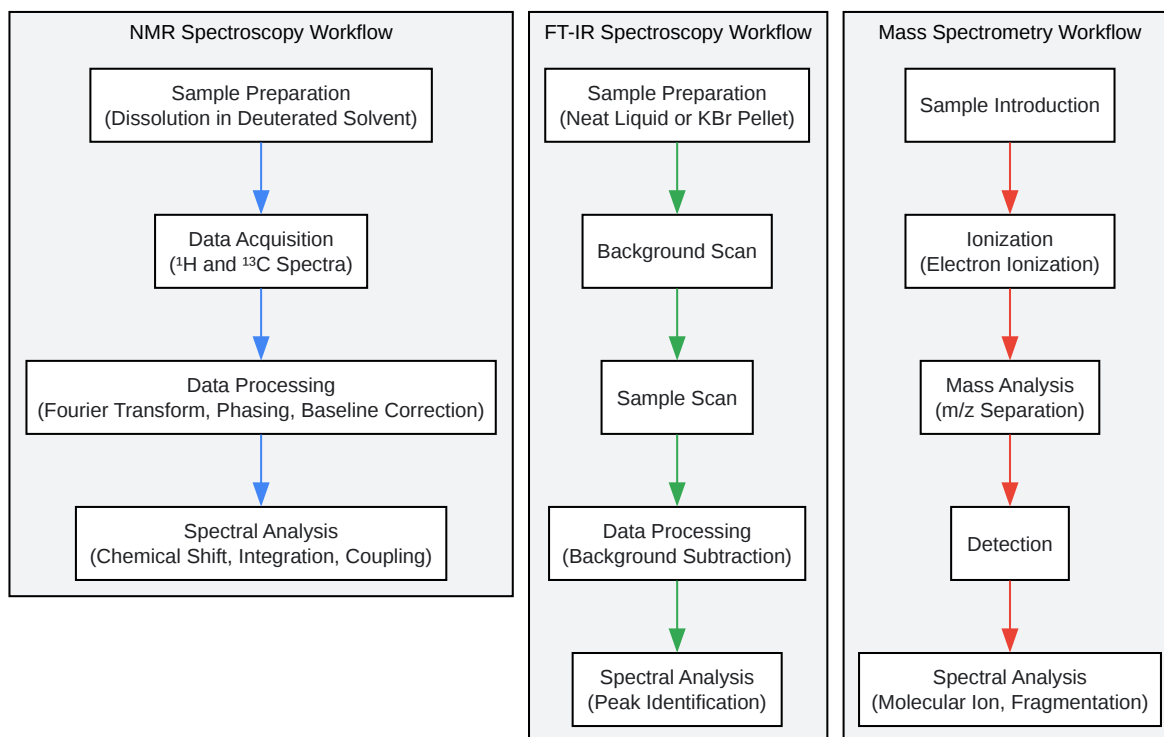 NMR Spectroscopy Workflow
Sample Preparation
(Dissolution in Deuterated Solvent)
Data Acquisition
(¹H and ¹³C Spectra)
Data Processing
(Fourier Transform, Phasing, Baseline Correction)
Spectral Analysis
(Chemical Shift, Integration, Coupling)
FT-IR Spectroscopy Workflow
Sample Preparation
(Neat Liquid or KBr Pellet)
Background Scan
Sample Scan
Data Processing
(Background Subtraction)
Spectral Analysis
(Peak Identification)
Mass Spectrometry Workflow
Sample Introduction
Ionization
(Electron Ionization)
Mass Analysis
(m/z Separation)
Detection
Spectral Analysis
(Molecular Ion, Fragmentation)